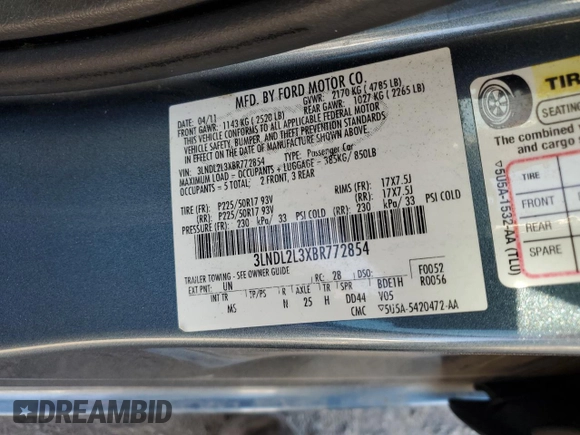 MFD. BY FORD MOTOR CO.
DATE: 04/11 GVWR: 2170 KG (4785 LB)
FRONT GAWR: 1143 KG (2520 LB) REAR GAWR: 1027 KG (2265 LB)
THIS VEHICLE CONFORMS TO ALL APPLICABLE FEDERAL MOTOR
VEHICLE SAFETY, BUMPER, AND THEFT PREVENTION STANDARDS
IN EFFECT ON THE DATE OF MANUFACTURE SHOWN ABOVE.
VIN: 3LNDL2L3XBR772854 TYPE: Passenger Car
MAXIMUM LOAD = OCCUPANTS + LUGGAGE = 385KG/ 850LB
OCCUPANTS = 5 TOTAL: 2 FRONT, 3 REAR
TIRE (FR): P225/50R17 93V RIMS (FR): 17X7.5J
(RR): P225/50R17 93V (RR): 17X7.5J
PRESSURE (FR): 230 kPa/ 33 PSI COLD (RR): 230 kPa/ 33 PSI COLD
3LNDL2L3XBR772854
TRAILER TOWING - SEE OWNER GUIDE
EXT PNT: UN RC: 28 DSO: F0052
INT TR TP/PS R AXLE TR SPR BDE1H R0056
MS N 25 H DD44 V05
CMC 5U5A-5420472-AA
5U5A-1532-AA (TLU)
TIR
SEATING
The combined
and cargo
TIRE
FRONT
REAR
SPARE
DREAMBID